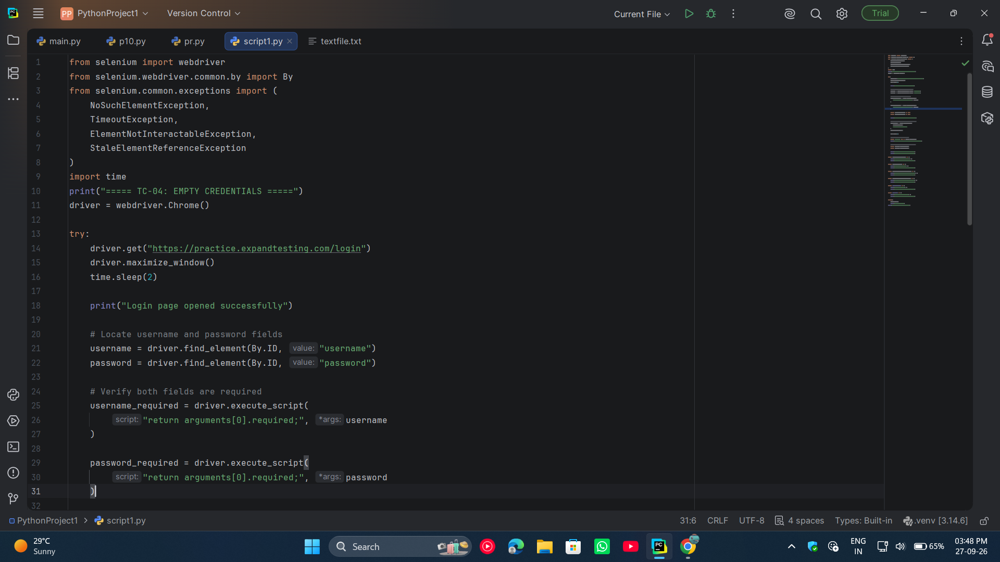 PP PythonProject1 Version Control Current File Trial
main.py p10.py pr.py script1.py textfile.txt
1 from selenium import webdriver
2 from selenium.webdriver.common.by import By
3 from selenium.common.exceptions import (
4 NoSuchElementException,
5 TimeoutException,
6 ElementNotInteractableException,
7 StaleElementReferenceException
8 )
9 import time
10 print("===== TC-04: EMPTY CREDENTIALS =====")
11 driver = webdriver.Chrome()
12
13 try:
14 driver.get("https://practice.expandtesting.com/login")
15 driver.maximize_window()
16 time.sleep(2)
17
18 print("Login page opened successfully")
19
20 # Locate username and password fields
21 username = driver.find_element(By.ID, value: "username")
22 password = driver.find_element(By.ID, value: "password")
23
24 # Verify both fields are required
25 username_required = driver.execute_script(
26 script: "return arguments[0].required;", *args: username
27 )
28
29 password_required = driver.execute_script(
30 script: "return arguments[0].required;", *args: password
31 )
32
PythonProject1 > script1.py 31:6 CRLF UTF-8 4 spaces Types: Built-in .venv [3.14.6]
29°C
Sunny
Search
ENG
IN
65%
03:48 PM
27-09-26